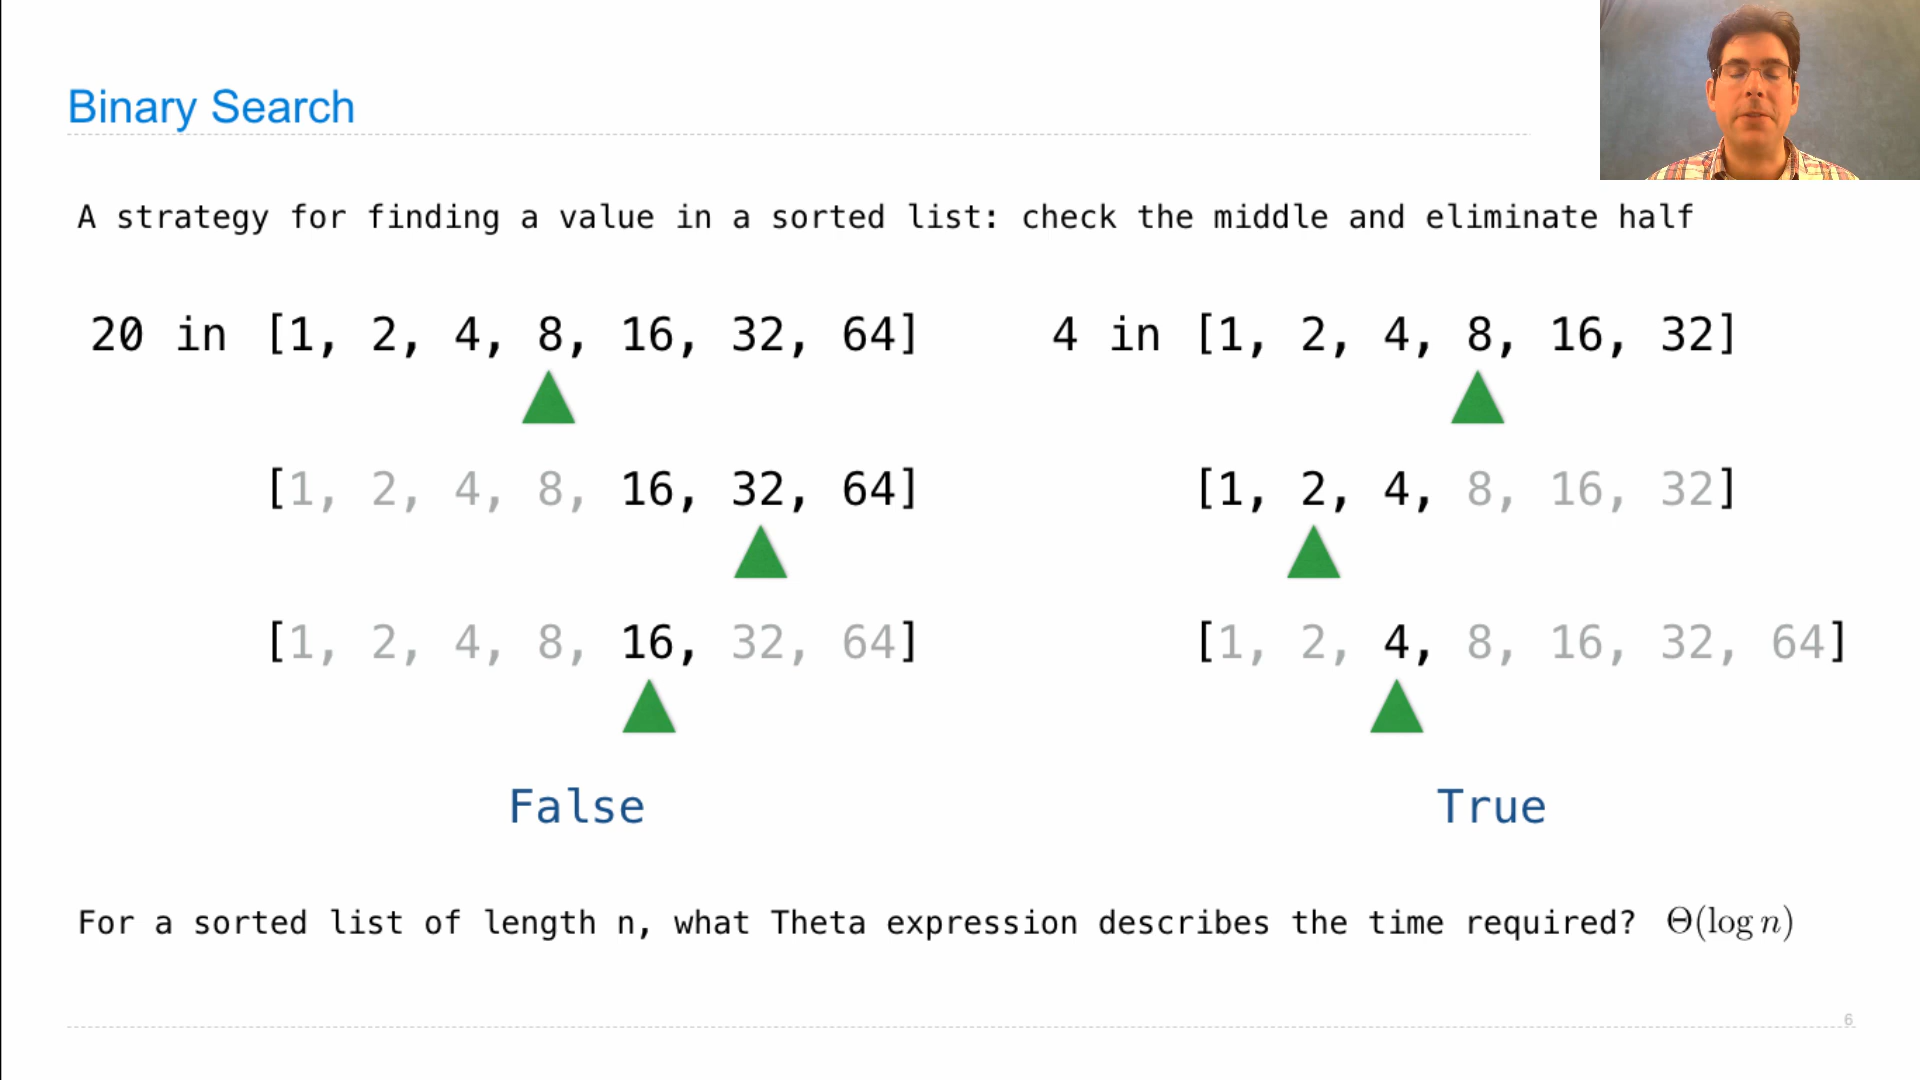 Binary Search
A strategy for finding a value in a sorted list: check the middle and eliminate half
20 in [1, 2, 4, 8, 16, 32, 64]
[1, 2, 4, 8, 16, 32, 64]
[1, 2, 4, 8, 16, 32, 64]
False
4 in [1, 2, 4, 8, 16, 32]
[1, 2, 4, 8, 16, 32]
[1, 2, 4, 8, 16, 32, 64]
True
For a sorted list of length n, what Theta expression describes the time required? Θ(log n)
6